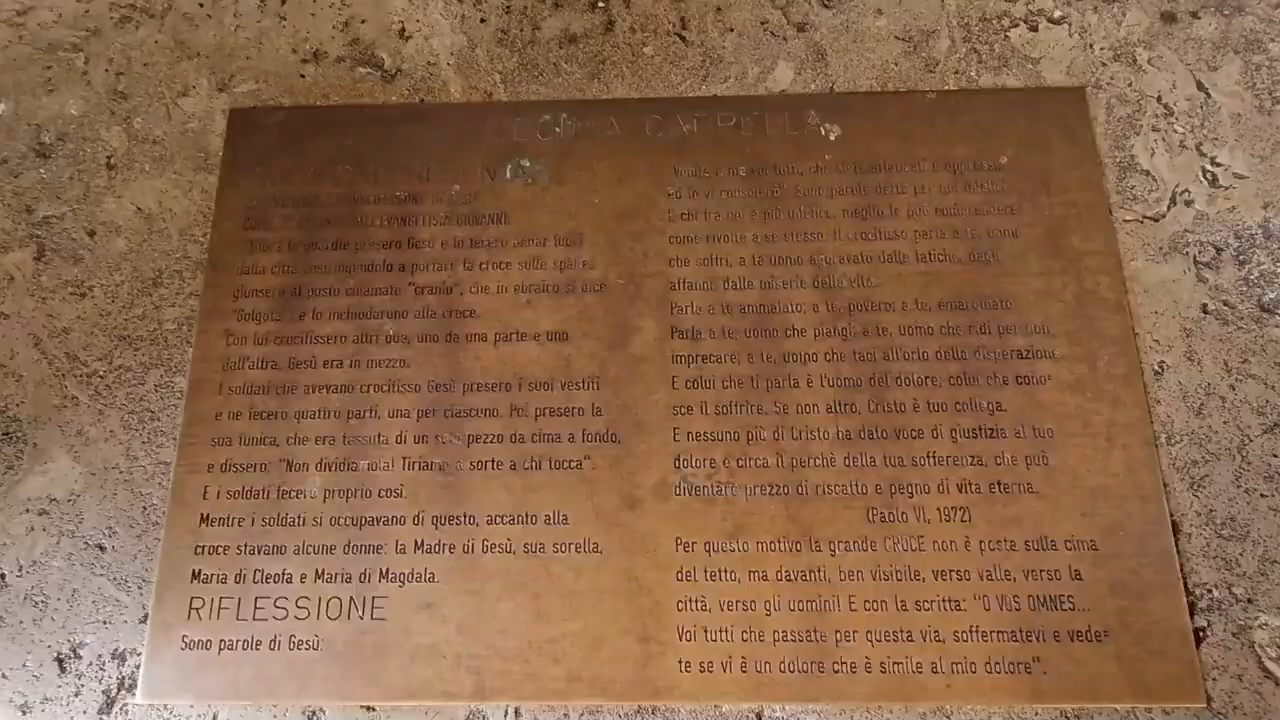 CAPPELLA
ALL'EVANGELISTA GIOVANNI.
le guardie presero Gesù e lo fecero andar fuori
dalla città costringendolo a portare la croce sulle spalle.
giunsero al posto chiamato "cranio", che in ebraico si dice
"Golgota", e lo inchiodarono alla croce.
Con lui crocifissero altri due, uno da una parte e uno
dall'altra. Gesù era in mezzo.
I soldati che avevano crocifisso Gesù presero i suoi vestiti
e ne fecero quattro parti, una per ciascuno. Poi presero la
sua tunica, che era tessuta di un solo pezzo da cima a fondo,
e dissero: "Non dividiamola! Tiriamo a sorte a chi tocca".
E i soldati fecero proprio così.
Mentre i soldati si occupavano di questo, accanto alla
croce stavano alcune donne: la Madre di Gesù, sua sorella,
Maria di Cleofa e Maria di Magdala.
RIFLESSIONE
Sono parole di Gesù:
"Venite a me voi tutti, che siete affaticati e oppressi
ed io vi consolerò". Sono parole dette per gli infelici.
E chi fra noi è più infelice, meglio le può comprendere
come rivolte a se stesso. Il crocifisso parla a te, uomo
che soffri, a te uomo aggravato dalle fatiche, dagli
affanni, dalle miserie della vita.
Parla a te ammalato; a te, povero; a te, emarginato
Parla a te, uomo che piangi; a te, uomo che ridi per non
imprecare; a te, uomo che taci all'orlo della disperazione.
E colui che ti parla è l'uomo del dolore, colui che cono=
sce il soffrire. Se non altro, Cristo è tuo collega.
E nessuno più di Cristo ha dato voce di giustizia al tuo
dolore e circa il perchè della tua sofferenza, che può
diventare prezzo di riscatto e pegno di vita eterna.
(Paolo VI, 1972)
Per questo motivo la grande CROCE non è posta sulla cima
del tetto, ma davanti, ben visibile, verso valle, verso la
città, verso gli uomini! E con la scritta: "O VOS OMNES...
Voi tutti che passate per questa via, soffermatevi e vede=
te se vi è un dolore che è simile al mio dolore".